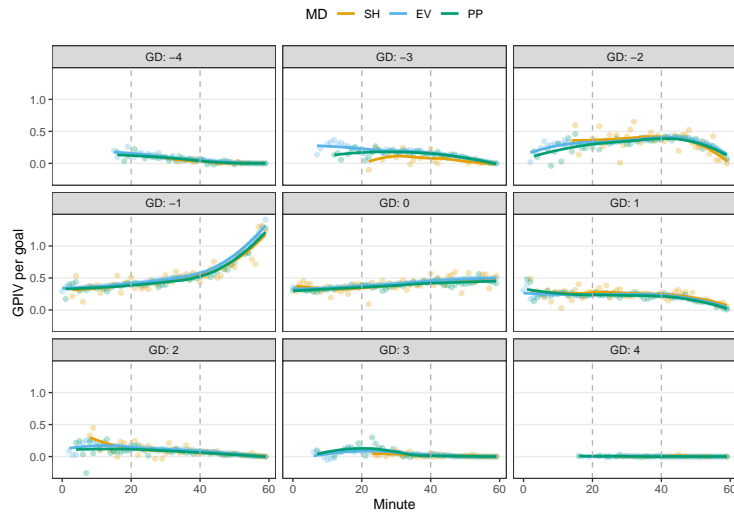 MD SH EV PP
GD: −4 GD: −3 GD: −2
1.0
0.5
0.0
GD: −1 GD: 0 GD: 1
1.0
0.5
0.0
GD: 2 GD: 3 GD: 4
1.0
0.5
0.0
0 20 40 60 0 20 40 60 0 20 40 60
Minute
GPIV per goal